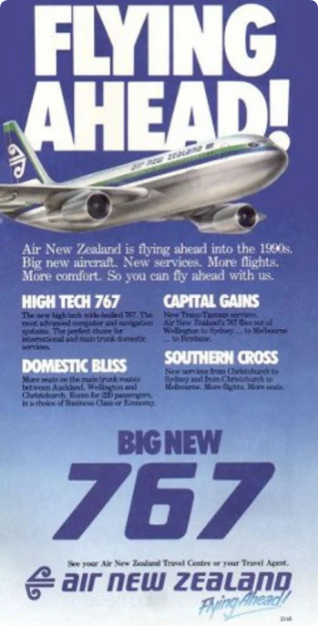 FLYING
AHEAD!
air new zealand
Air New Zealand is flying ahead into the 1990s.
Big new aircraft. New services. More flights.
More comfort. So you can fly ahead with us.
HIGH TECH 767
The new high tech wide-bodied 767. The
most advanced computer and navigation
systems. The perfect choice for
international and main trunk domestic
services.
DOMESTIC BLISS
More seats on the main trunk routes
between Auckland, Wellington and
Christchurch. Room for 220 passengers,
in a choice of Business Class or Economy.
CAPITAL GAINS
New Trans-Tasman services.
Air New Zealand's 767 flies out of
Wellington to Sydney ... to Melbourne
... to Brisbane.
SOUTHERN CROSS
New services from Christchurch to
Sydney and from Christchurch to
Melbourne. More flights. More seats.
BIG NEW
767
See your Air New Zealand Travel Centre or your Travel Agent.
air new zealand
Flying Ahead!